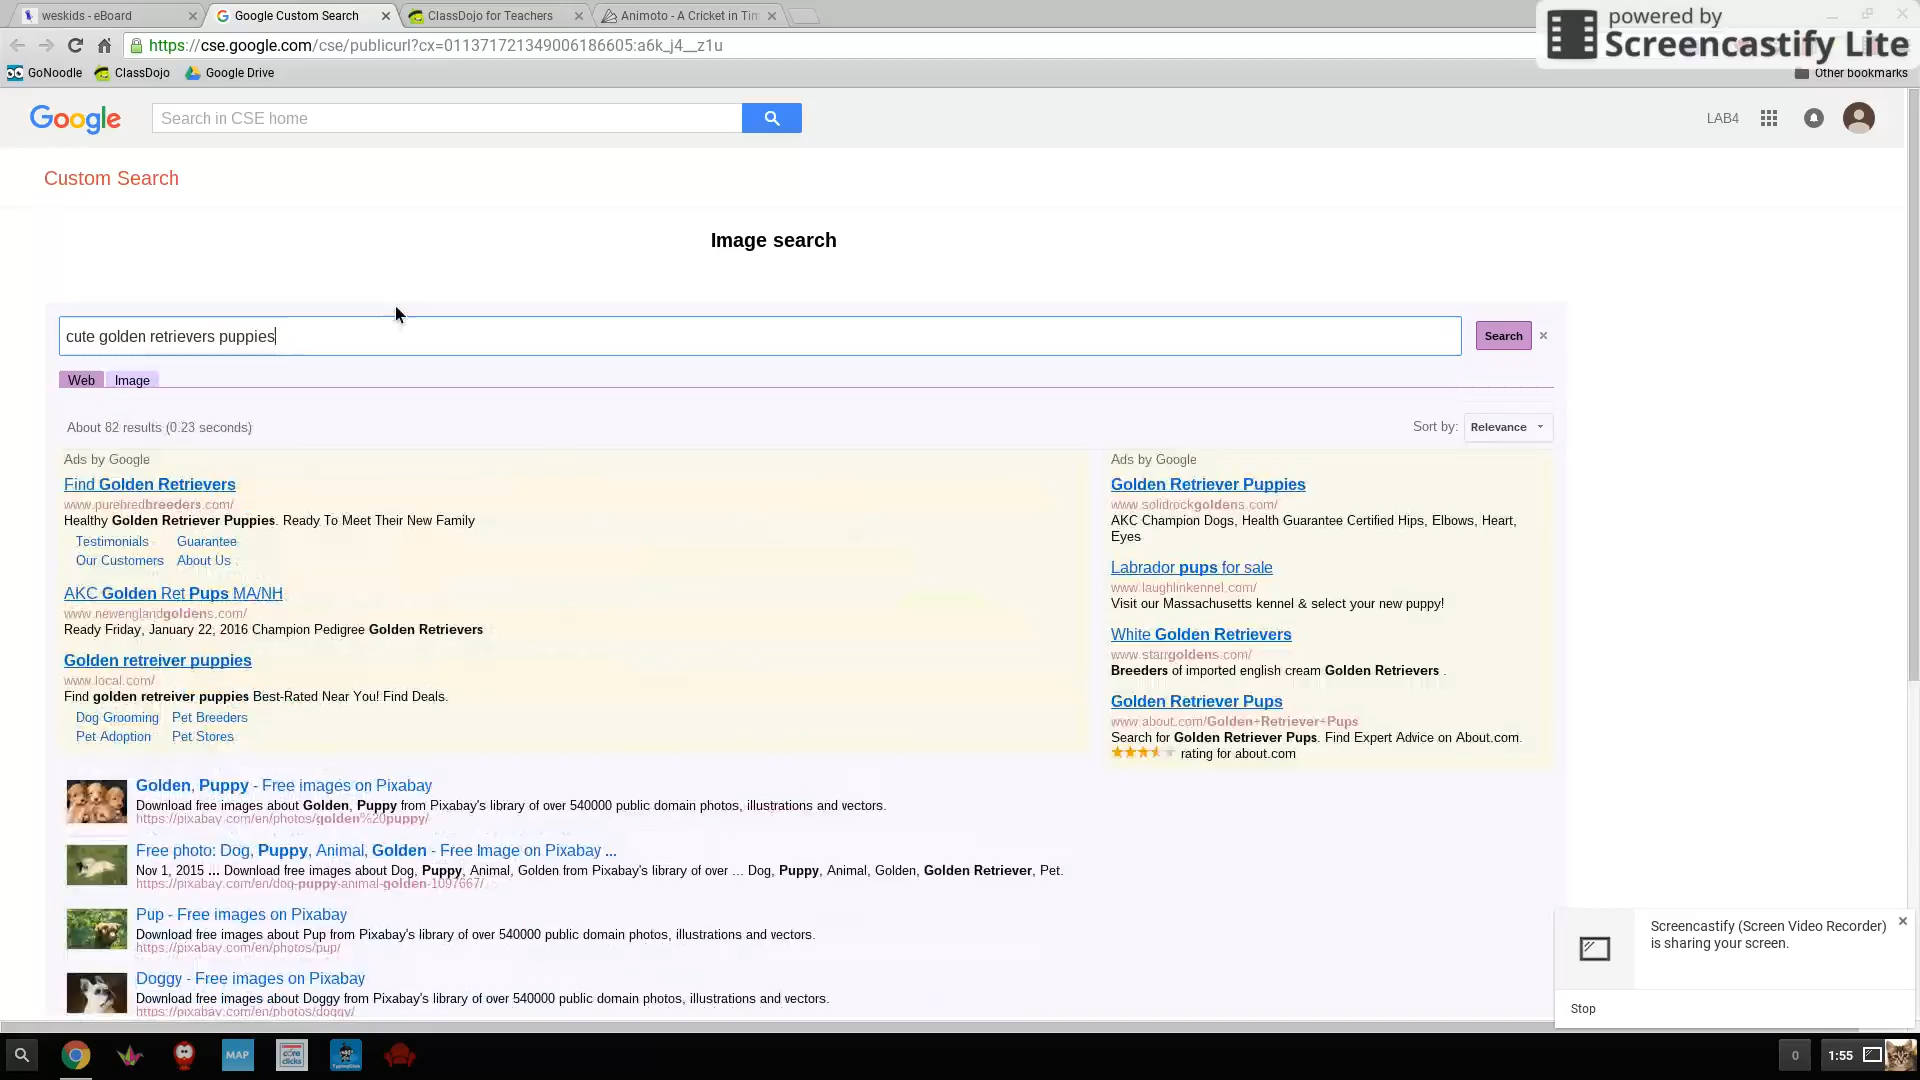 weskids - eBoard
Google Custom Search
ClassDojo for Teachers
Animoto - A Cricket in Tim
powered by
Screencastify Lite
https://cse.google.com/cse/publicurl?cx=011371721349006186605:a6k_j4__z1u
GoNoodle
ClassDojo
Google Drive
Other bookmarks
Google
Search in CSE home
LAB4
Custom Search
Image search
cute golden retrievers puppies
Search
Web
Image
About 82 results (0.23 seconds)
Sort by:
Relevance
Ads by Google
Find Golden Retrievers
www.purebredbreeders.com/
Healthy Golden Retriever Puppies. Ready To Meet Their New Family
Testimonials Guarantee
Our Customers About Us
AKC Golden Ret Pups MA/NH
www.newenglandgoldens.com/
Ready Friday, January 22, 2016 Champion Pedigree Golden Retrievers
Golden retreiver puppies
www.local.com/
Find golden retreiver puppies Best-Rated Near You! Find Deals.
Dog Grooming Pet Breeders
Pet Adoption Pet Stores
Ads by Google
Golden Retriever Puppies
www.solidrockgoldens.com/
AKC Champion Dogs, Health Guarantee Certified Hips, Elbows, Heart,
Eyes
Labrador pups for sale
www.laughlinkennel.com/
Visit our Massachusetts kennel & select your new puppy!
White Golden Retrievers
www.starrgoldens.com/
Breeders of imported english cream Golden Retrievers .
Golden Retriever Pups
www.about.com/Golden+Retriever+Pups
Search for Golden Retriever Pups. Find Expert Advice on About.com.
rating for about.com
Golden, Puppy - Free images on Pixabay
Download free images about Golden, Puppy from Pixabay's library of over 540000 public domain photos, illustrations and vectors.
https://pixabay.com/en/photos/golden%20puppy/
Free photo: Dog, Puppy, Animal, Golden - Free Image on Pixabay ...
Nov 1, 2015 ... Download free images about Dog, Puppy, Animal, Golden from Pixabay's library of over ... Dog, Puppy, Animal, Golden, Golden Retriever, Pet.
https://pixabay.com/en/dog-puppy-animal-golden-1097667/
Pup - Free images on Pixabay
Download free images about Pup from Pixabay's library of over 540000 public domain photos, illustrations and vectors.
https://pixabay.com/en/photos/pup/
Doggy - Free images on Pixabay
Download free images about Doggy from Pixabay's library of over 540000 public domain photos, illustrations and vectors.
https://pixabay.com/en/photos/doggy/
Screencastify (Screen Video Recorder)
is sharing your screen.
Stop
MAP
core
clicks
0
1:55